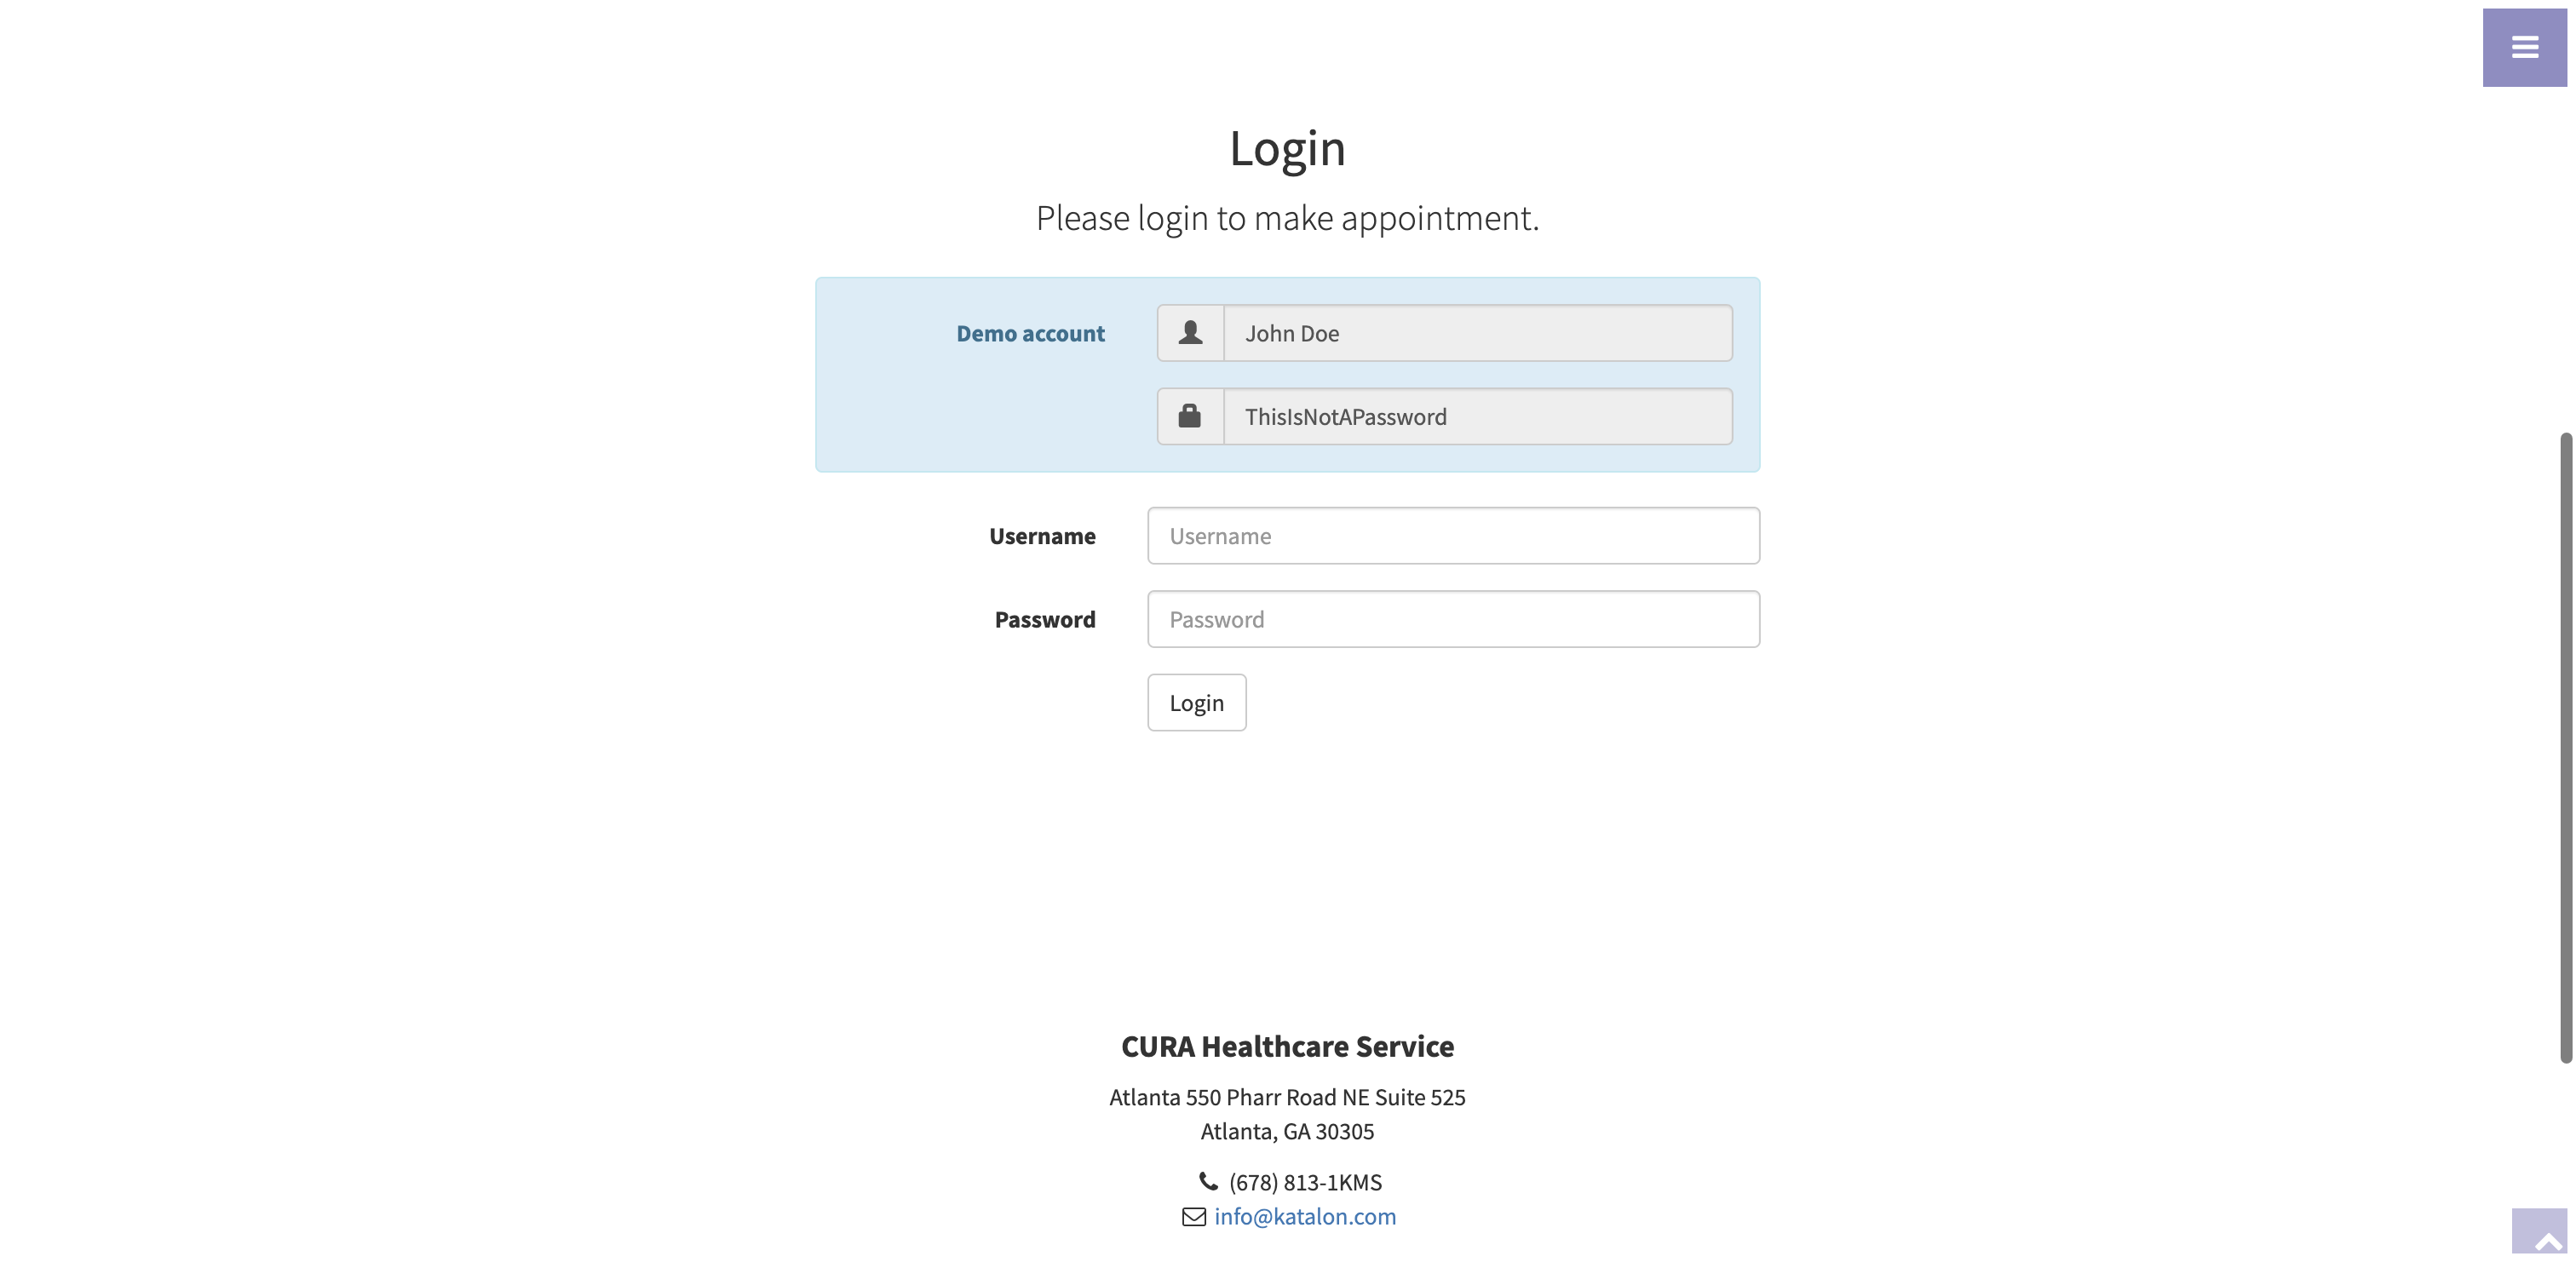 Login
Please login to make appointment.
Demo account
John Doe
ThisIsNotAPassword
Username
Username
Password
Password
Login
CURA Healthcare Service
Atlanta 550 Pharr Road NE Suite 525
Atlanta, GA 30305
(678) 813-1KMS
info@katalon.com